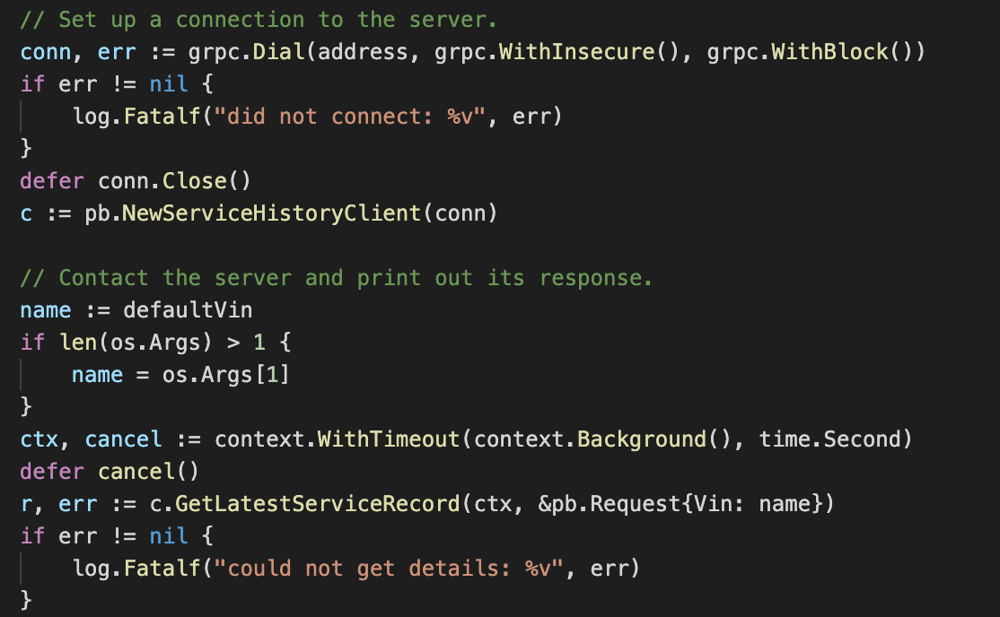 // Set up a connection to the server.
conn, err := grpc.Dial(address, grpc.WithInsecure(), grpc.WithBlock())
if err != nil {
    log.Fatalf("did not connect: %v", err)
}
defer conn.Close()
c := pb.NewServiceHistoryClient(conn)

// Contact the server and print out its response.
name := defaultVin
if len(os.Args) > 1 {
    name = os.Args[1]
}
ctx, cancel := context.WithTimeout(context.Background(), time.Second)
defer cancel()
r, err := c.GetLatestServiceRecord(ctx, &pb.Request{Vin: name})
if err != nil {
    log.Fatalf("could not get details: %v", err)
}